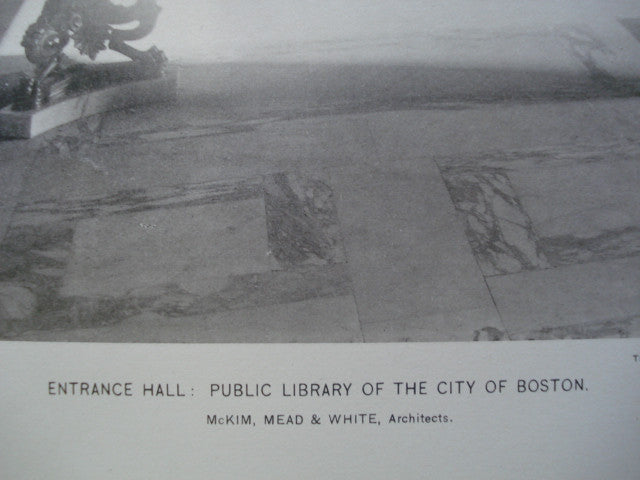 ENTRANCE HALL: PUBLIC LIBRARY OF THE CITY OF BOSTON.
McKIM, MEAD & WHITE, Architects.